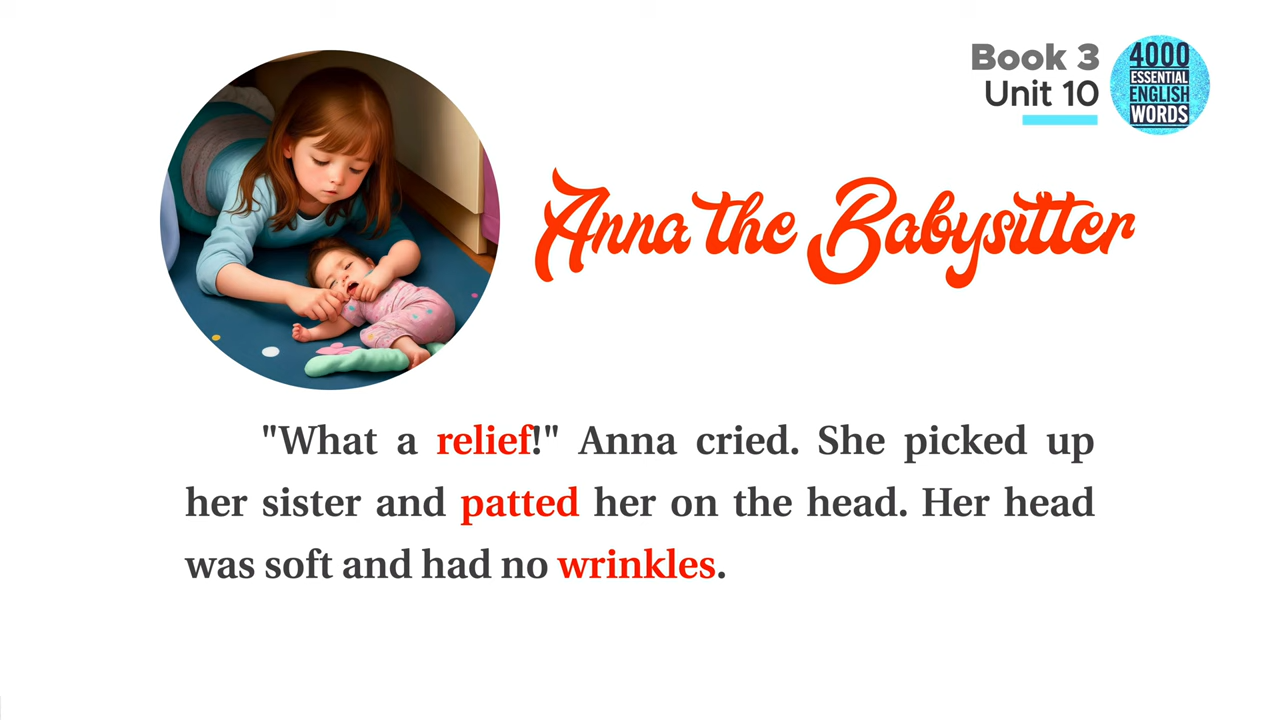 Book 3
Unit 10
4000
ESSENTIAL
ENGLISH
WORDS
Anna the Babysitter
"What a relief!" Anna cried. She picked up
her sister and patted her on the head. Her head
was soft and had no wrinkles.